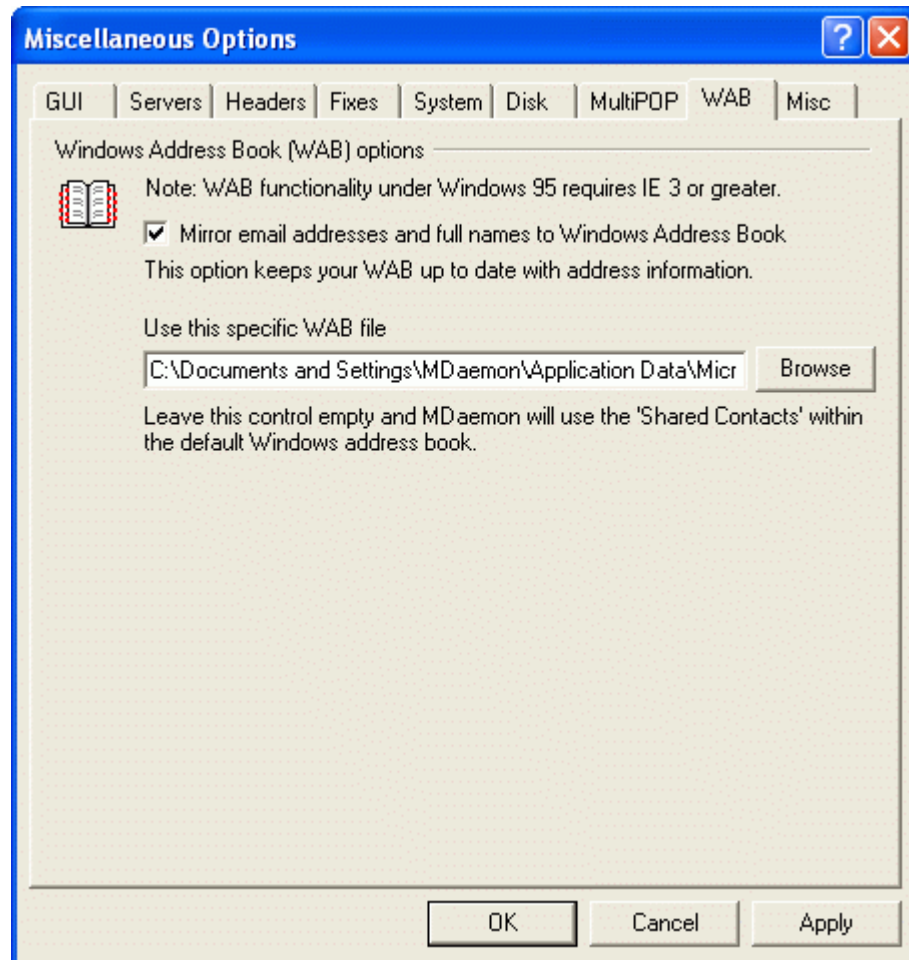 Miscellaneous Options
?
GUI Servers Headers Fixes System Disk MultiPOP WAB Misc
Windows Address Book (WAB) options
Note: WAB functionality under Windows 95 requires IE 3 or greater.
Mirror email addresses and full names to Windows Address Book
This option keeps your WAB up to date with address information.
Use this specific WAB file
C:\Documents and Settings\MDaemon\Application Data\Micr Browse
Leave this control empty and MDaemon will use the 'Shared Contacts' within
the default Windows address book.
OK Cancel Apply